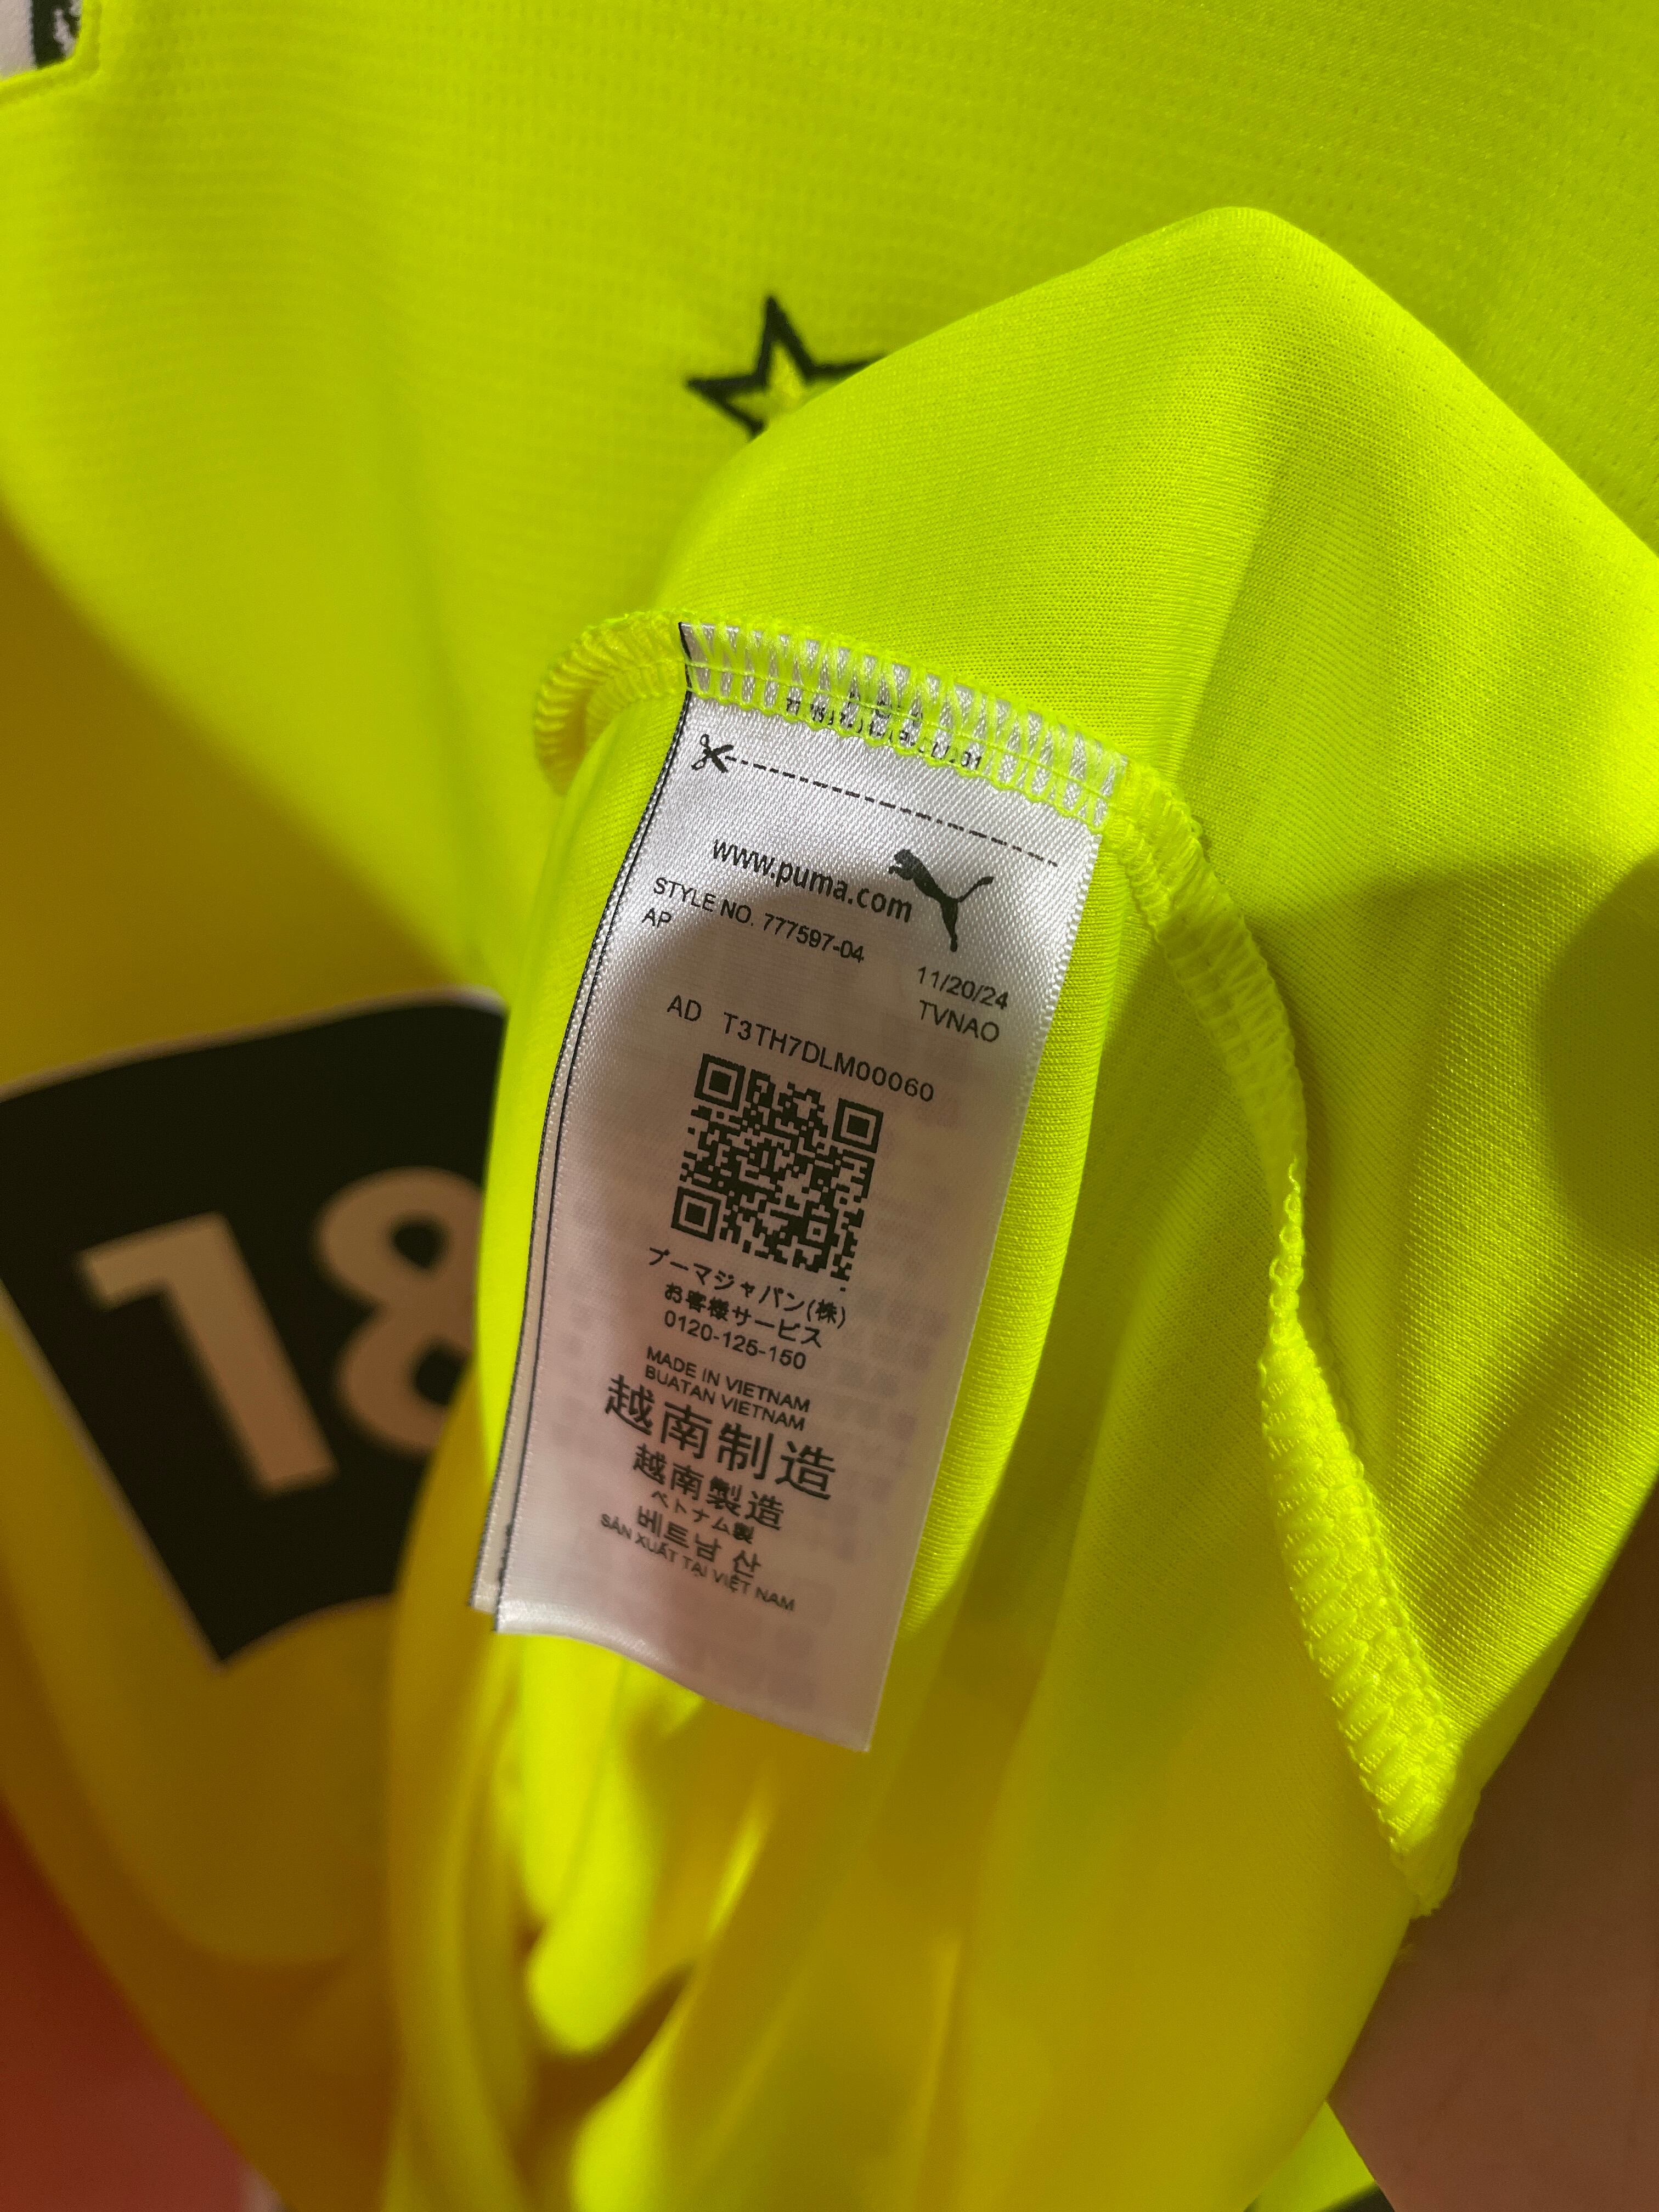 www.puma.com
STYLE NO. 777597-04
AP
11/20/24
TVNAO
AD T3TH7DLM00060
プーマジャパン(株)
お客様サービス
0120-125-150
MADE IN VIETNAM
BUATAN VIETNAM
越南制造
越南製造
ベトナム製
베트남 산
SẢN XUẤT TẠI VIỆT NAM
18